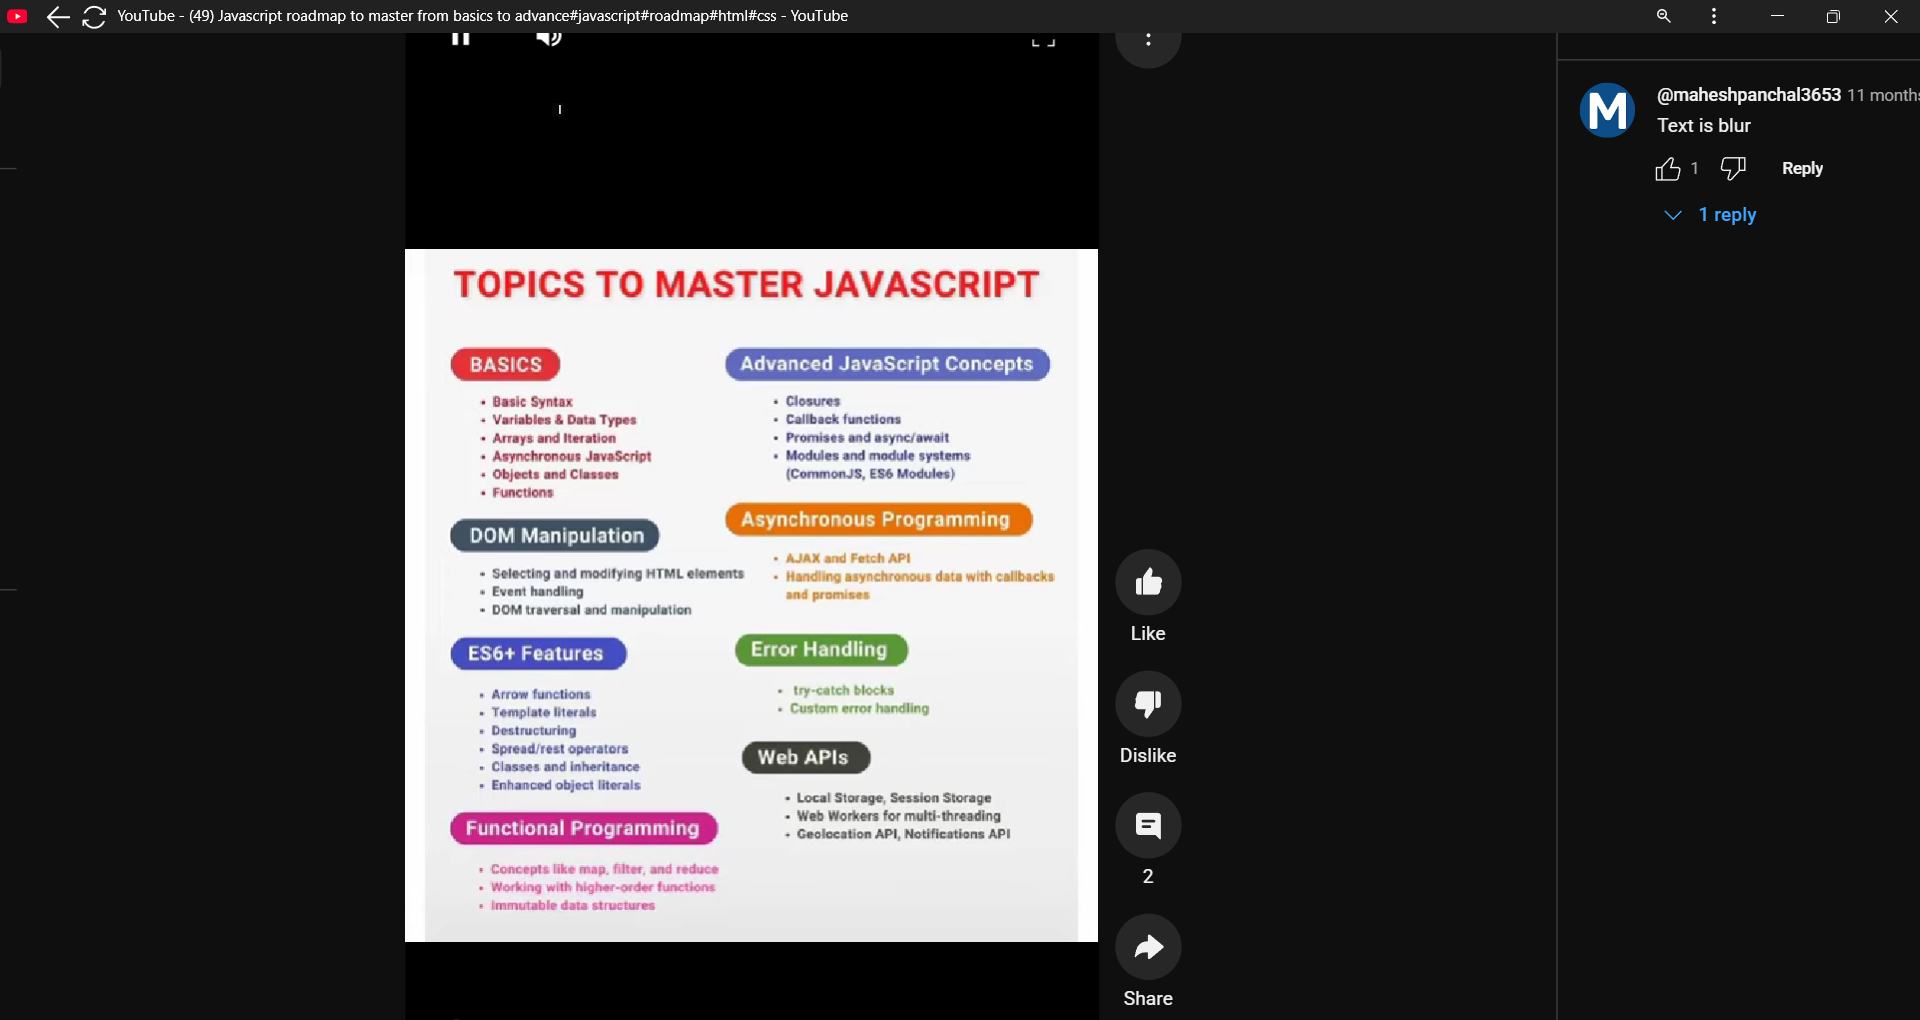 YouTube - (49) Javascript roadmap to master from basics to advance#javascript#roadmap#html#css - YouTube
TOPICS TO MASTER JAVASCRIPT
BASICS
• Basic Syntax
• Variables & Data Types
• Arrays and Iteration
• Asynchronous JavaScript
• Objects and Classes
• Functions
DOM Manipulation
• Selecting and modifying HTML elements
• Event handling
• DOM traversal and manipulation
ES6+ Features
• Arrow functions
• Template literals
• Destructuring
• Spread/rest operators
• Classes and inheritance
• Enhanced object literals
Functional Programming
• Concepts like map, filter, and reduce
• Working with higher-order functions
• Immutable data structures
Advanced JavaScript Concepts
• Closures
• Callback functions
• Promises and async/await
• Modules and module systems
(CommonJS, ES6 Modules)
Asynchronous Programming
• AJAX and Fetch API
• Handling asynchronous data with callbacks
and promises
Error Handling
• try-catch blocks
• Custom error handling
Web APIs
• Local Storage, Session Storage
• Web Workers for multi-threading
• Geolocation API, Notifications API
Like
Dislike
2
Share
M
@maheshpanchal3653 11 months
Text is blur
1
Reply
1 reply